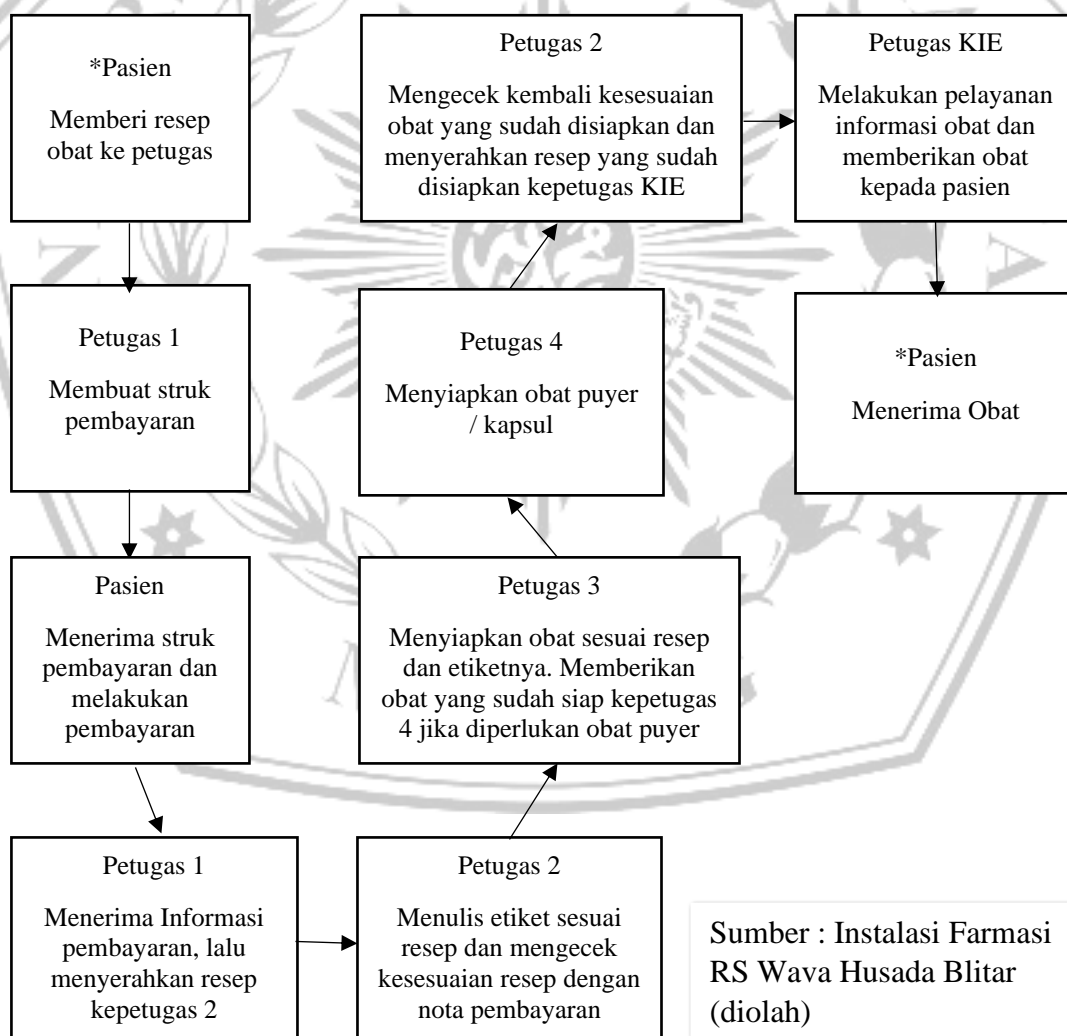 *Pasien
Memberi resep
obat ke petugas
Petugas 1
Membuat struk
pembayaran
Pasien
Menerima struk
pembayaran dan
melakukan
pembayaran
Petugas 1
Menerima Informasi
pembayaran, lalu
menyerahkan resep
kepetugas 2
Petugas 2
Menulis etiket sesuai
resep dan mengecek
kesesuaian resep dengan
nota pembayaran
Petugas 3
Menyiapkan obat sesuai resep
dan etiketnya. Memberikan
obat yang sudah siap kepetugas
4 jika diperlukan obat puyer
Petugas 4
Menyiapkan obat puyer
/ kapsul
Petugas 2
Mengecek kembali kesesuaian
obat yang sudah disiapkan dan
menyerahkan resep yang sudah
disiapkan kepetugas KIE
Petugas KIE
Melakukan pelayanan
informasi obat dan
memberikan obat
kepada pasien
*Pasien
Menerima Obat
Sumber : Instalasi Farmasi
RS Wava Husada Blitar
(diolah)